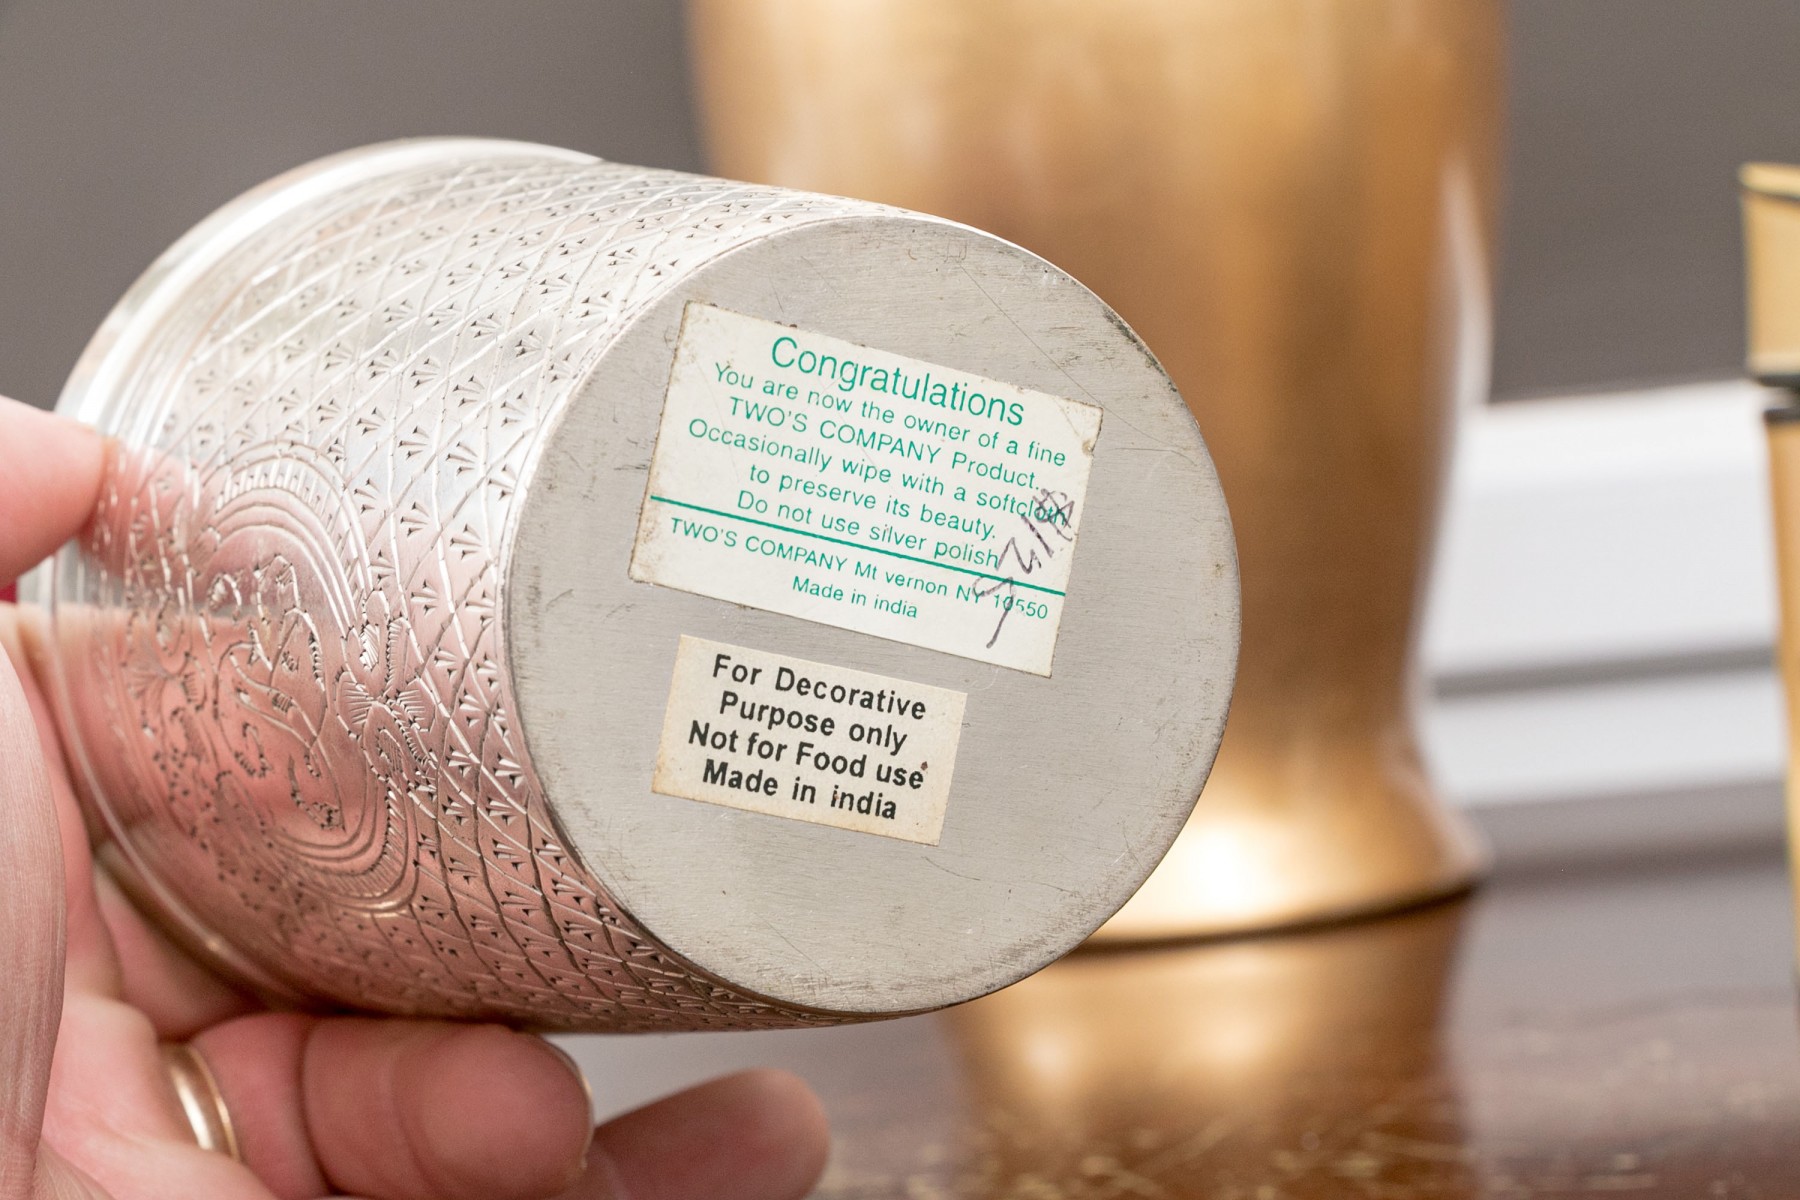 Congratulations
You are now the owner of a fine
TWO'S COMPANY Product.
Occasionally wipe with a softcloth
to preserve its beauty.
Do not use silver polish
TWO'S COMPANY Mt vernon NY 10550
Made in india
For Decorative
Purpose only
Not for Food use
Made in india